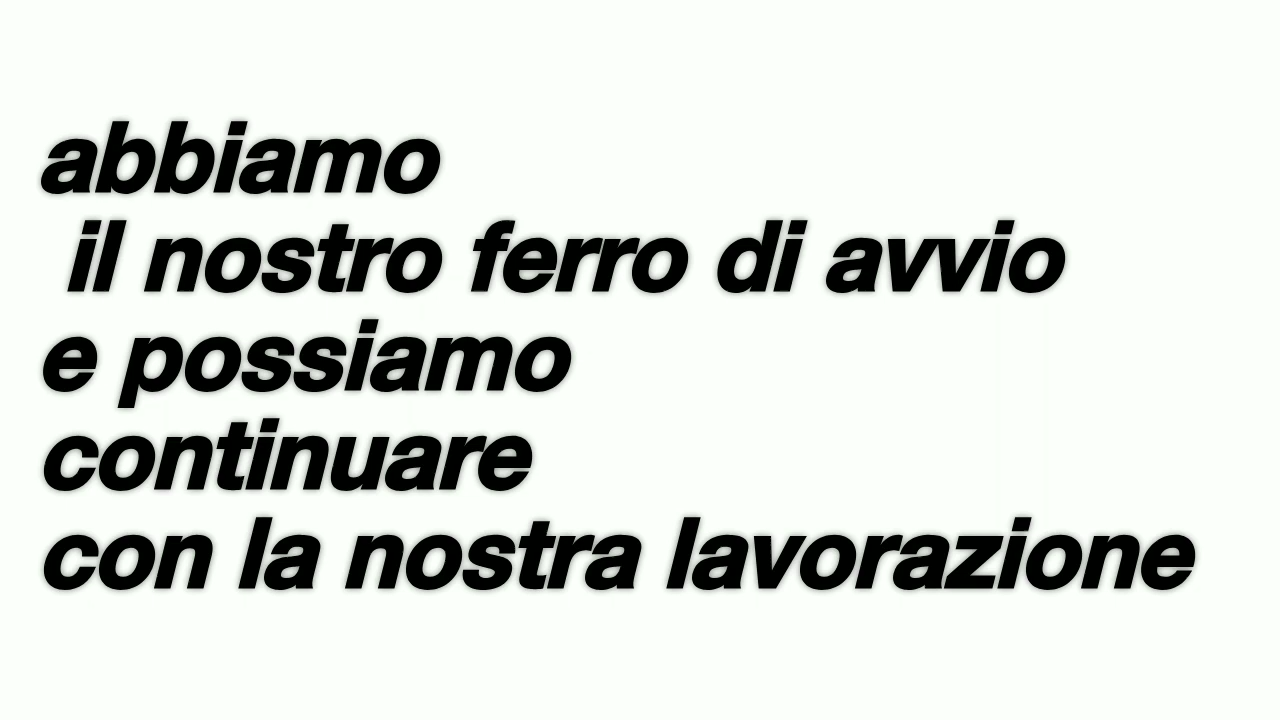 abbiamo
il nostro ferro di avvio
e possiamo
continuare
con la nostra lavorazione